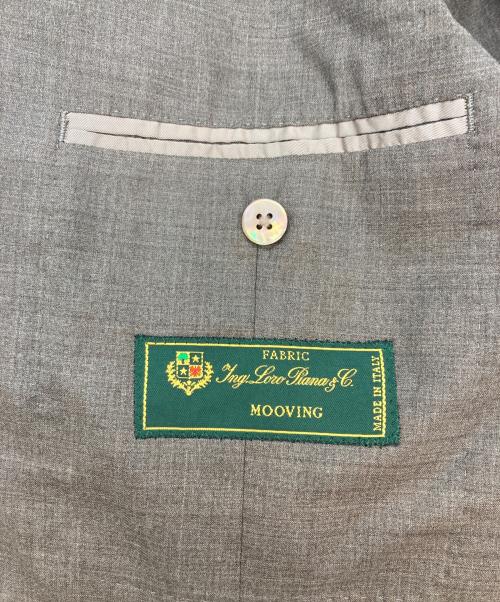 FABRIC
Ing. Loro Piana & C.
MOOVING
MADE IN ITALY